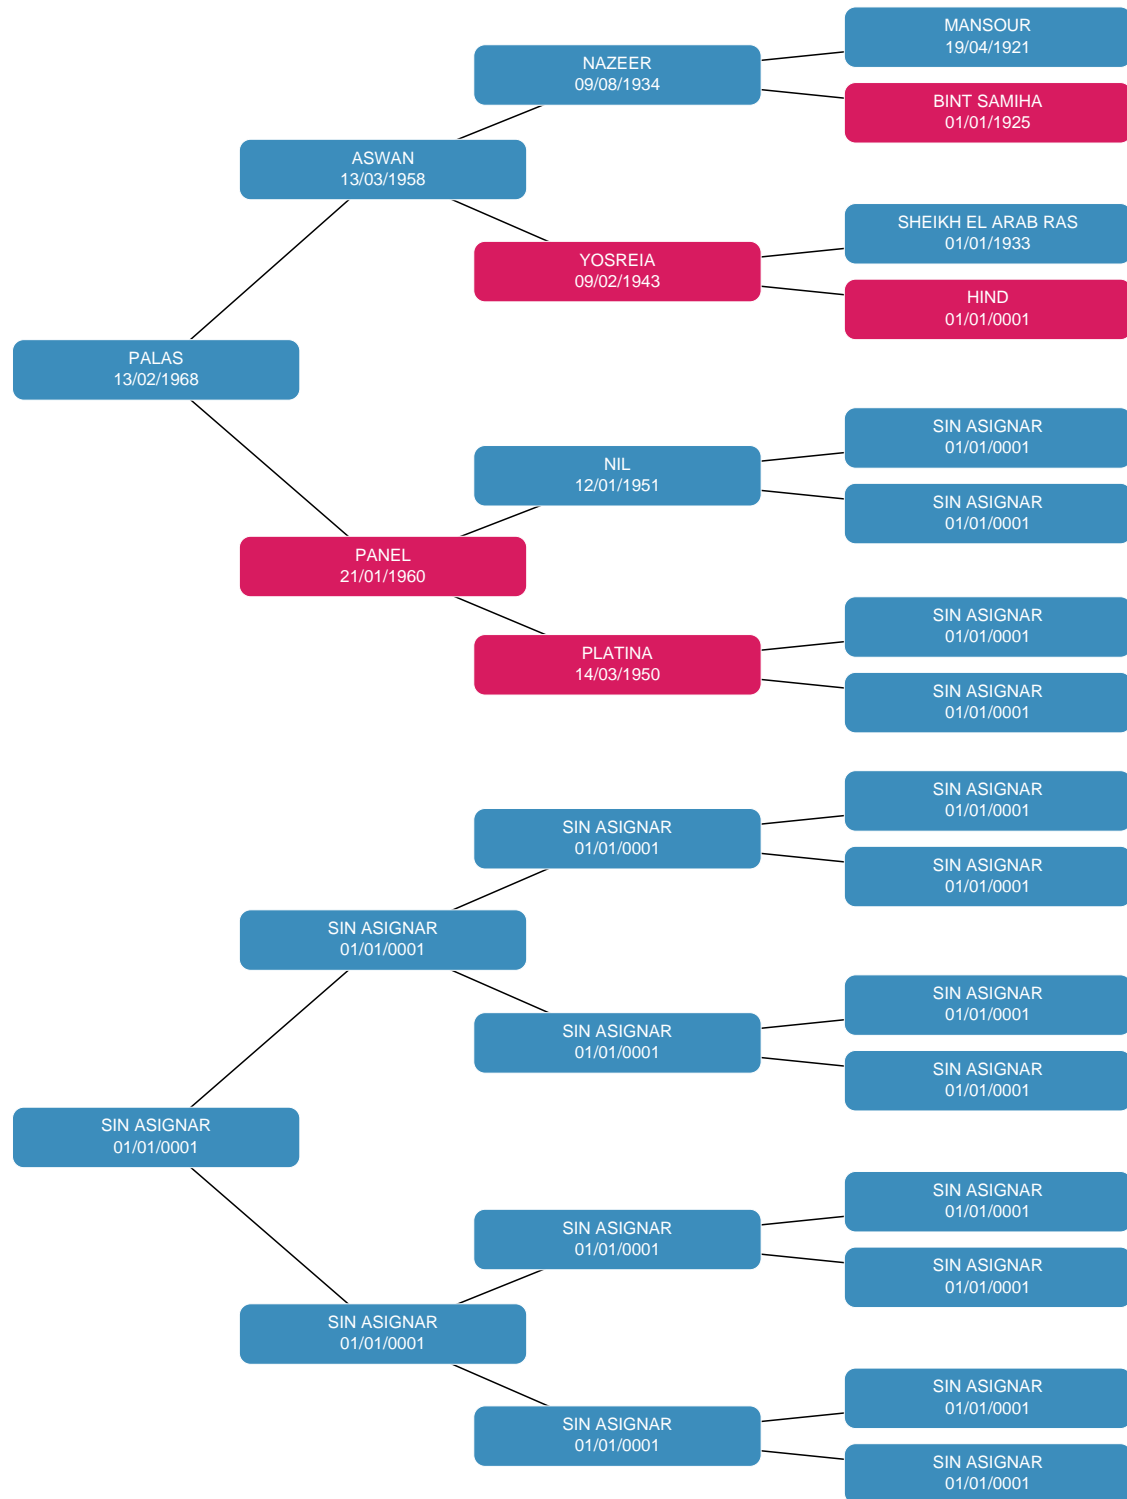 MANSOUR
19/04/1921
NAZEER
09/08/1934
BINT SAMIHA
01/01/1925
ASWAN
13/03/1958
SHEIKH EL ARAB RAS
01/01/1933
YOSREIA
09/02/1943
HIND
01/01/0001
PALAS
13/02/1968
SIN ASIGNAR
01/01/0001
NIL
12/01/1951
SIN ASIGNAR
01/01/0001
PANEL
21/01/1960
SIN ASIGNAR
01/01/0001
PLATINA
14/03/1950
SIN ASIGNAR
01/01/0001
SIN ASIGNAR
01/01/0001
SIN ASIGNAR
01/01/0001
SIN ASIGNAR
01/01/0001
SIN ASIGNAR
01/01/0001
SIN ASIGNAR
01/01/0001
SIN ASIGNAR
01/01/0001
SIN ASIGNAR
01/01/0001
SIN ASIGNAR
01/01/0001
SIN ASIGNAR
01/01/0001
SIN ASIGNAR
01/01/0001
SIN ASIGNAR
01/01/0001
SIN ASIGNAR
01/01/0001
SIN ASIGNAR
01/01/0001
SIN ASIGNAR
01/01/0001
SIN ASIGNAR
01/01/0001